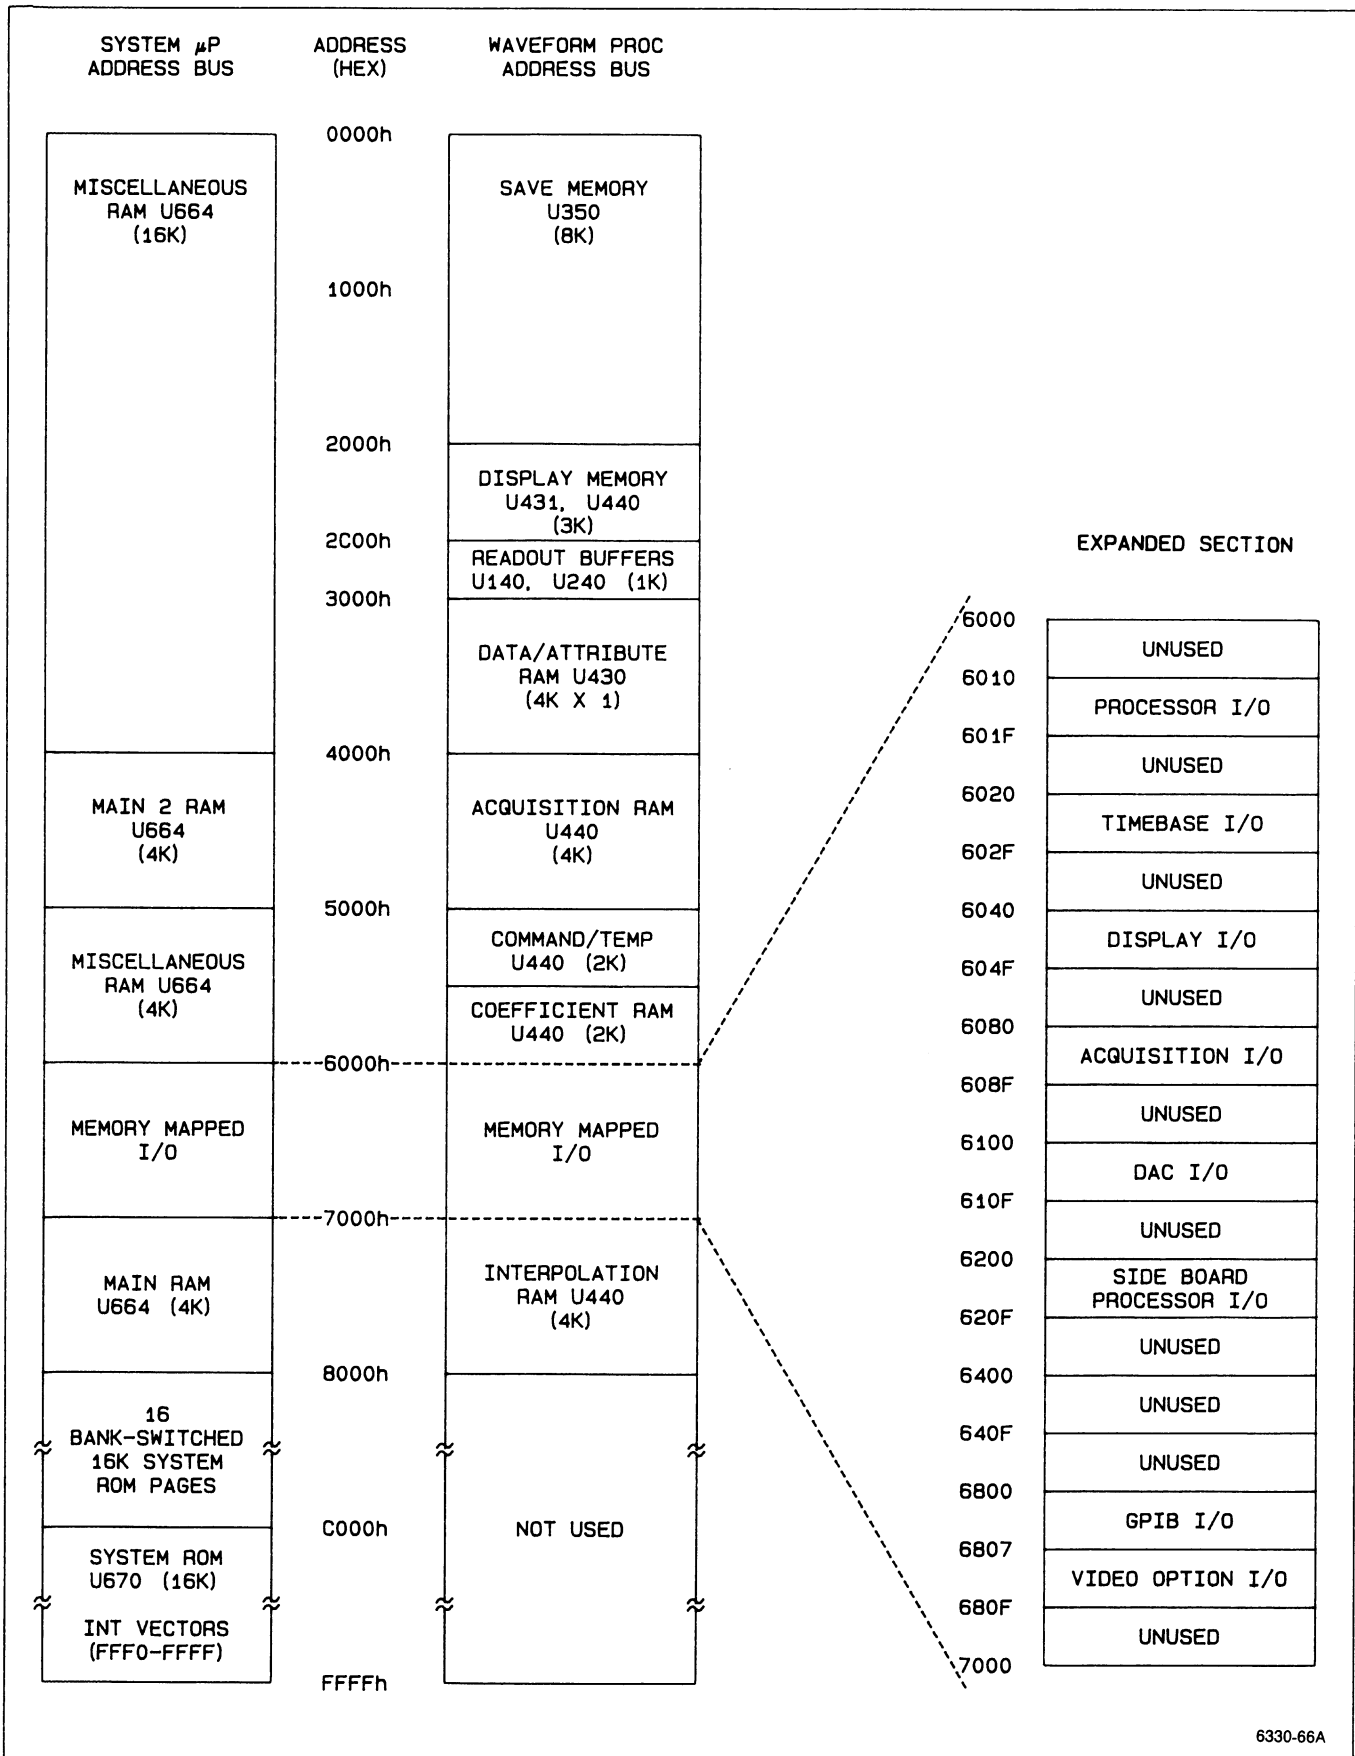 SYSTEM µP
ADDRESS BUS
ADDRESS
(HEX)
WAVEFORM PROC
ADDRESS BUS
0000h
MISCELLANEOUS
RAM U664
(16K)
SAVE MEMORY
U350
(8K)
1000h
2000h
DISPLAY MEMORY
U431, U440
(3K)
2C00h
READOUT BUFFERS
U140, U240 (1K)
3000h
DATA/ATTRIBUTE
RAM U430
(4K X 1)
4000h
MAIN 2 RAM
U664
(4K)
ACQUISITION RAM
U440
(4K)
5000h
MISCELLANEOUS
RAM U664
(4K)
COMMAND/TEMP
U440 (2K)
COEFFICIENT RAM
U440 (2K)
6000h
MEMORY MAPPED
I/O
MEMORY MAPPED
I/O
7000h
MAIN RAM
U664 (4K)
INTERPOLATION
RAM U440
(4K)
8000h
16
BANK-SWITCHED
16K SYSTEM
ROM PAGES
C000h
NOT USED
SYSTEM ROM
U670 (16K)
INT VECTORS
(FFF0-FFFF)
FFFFh
EXPANDED SECTION
6000
UNUSED
6010
PROCESSOR I/O
601F
UNUSED
6020
TIMEBASE I/O
602F
UNUSED
6040
DISPLAY I/O
604F
UNUSED
6080
ACQUISITION I/O
608F
UNUSED
6100
DAC I/O
610F
UNUSED
6200
SIDE BOARD
PROCESSOR I/O
620F
UNUSED
6400
UNUSED
640F
UNUSED
6800
GPIB I/O
6807
VIDEO OPTION I/O
680F
UNUSED
7000
6330-66A